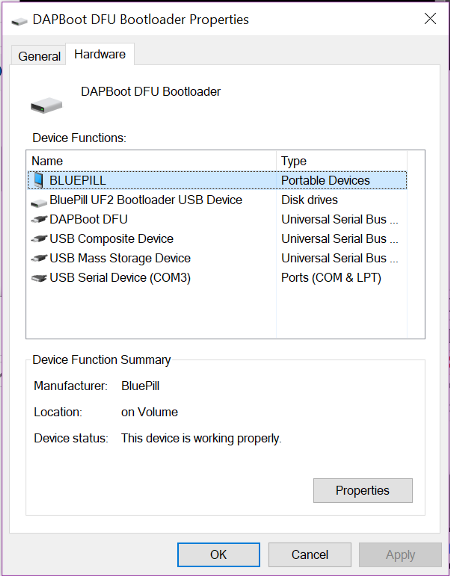 DAPBoot DFU Bootloader Properties
General Hardware
DAPBoot DFU Bootloader
Device Functions:
Name Type
BLUEPILL Portable Devices
BluePill UF2 Bootloader USB Device Disk drives
DAPBoot DFU Universal Serial Bus ...
USB Composite Device Universal Serial Bus ...
USB Mass Storage Device Universal Serial Bus ...
USB Serial Device (COM3) Ports (COM & LPT)
Device Function Summary
Manufacturer: BluePill
Location: on Volume
Device status: This device is working properly.
Properties
OK Cancel Apply